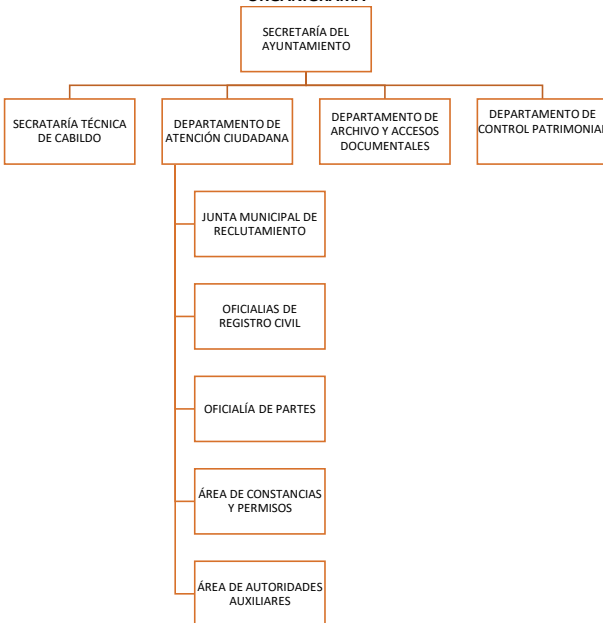 ORGANIGRAMA
SECRETARÍA DEL
AYUNTAMIENTO
SECRATARÍA TÉCNICA
DE CABILDO
DEPARTAMENTO DE
ATENCIÓN CIUDADANA
DEPARTAMENTO DE
ARCHIVO Y ACCESOS
DOCUMENTALES
DEPARTAMENTO DE
CONTROL PATRIMONIAL
JUNTA MUNICIPAL DE
RECLUTAMIENTO
OFICIALIAS DE
REGISTRO CIVIL
OFICIALÍA DE PARTES
ÁREA DE CONSTANCIAS
Y PERMISOS
ÁREA DE AUTORIDADES
AUXILIARES